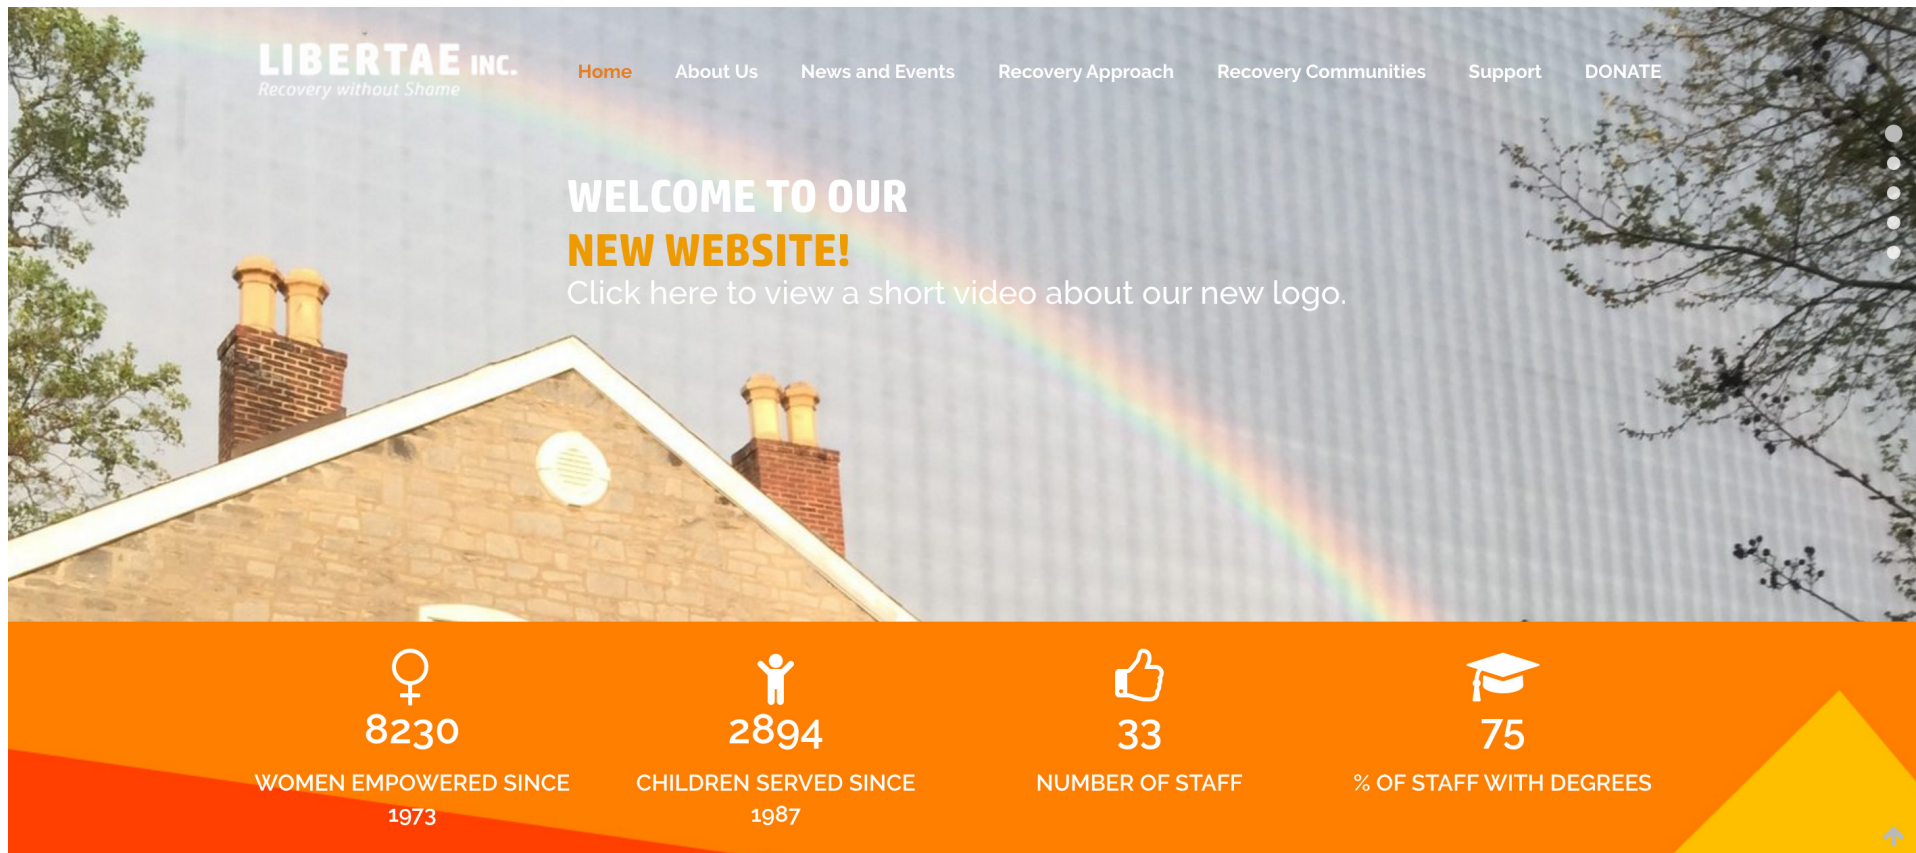 LIBERTAE INC.
Recovery without Shame
Home About Us News and Events Recovery Approach Recovery Communities Support DONATE
WELCOME TO OUR
NEW WEBSITE!
Click here to view a short video about our new logo.
8230
WOMEN EMPOWERED SINCE
1973
2894
CHILDREN SERVED SINCE
1987
33
NUMBER OF STAFF
75
% OF STAFF WITH DEGREES